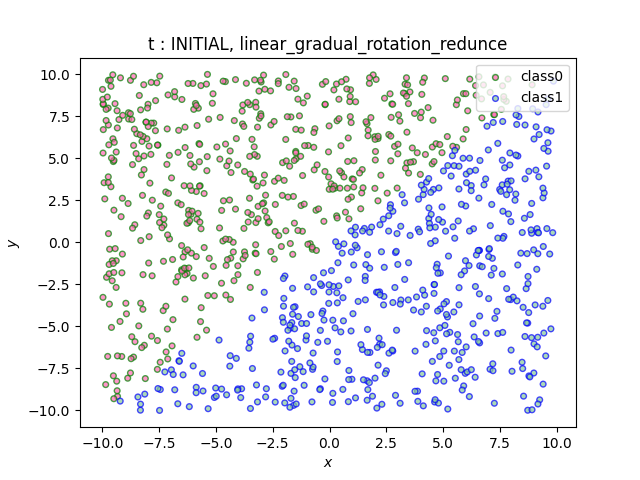 t : INITIAL, linear_gradual_rotation_redunce
class0
class1
10.0
7.5
5.0
2.5
0.0
−2.5
−5.0
−7.5
−10.0
y
−10.0 −7.5 −5.0 −2.5 0.0 2.5 5.0 7.5 10.0
x